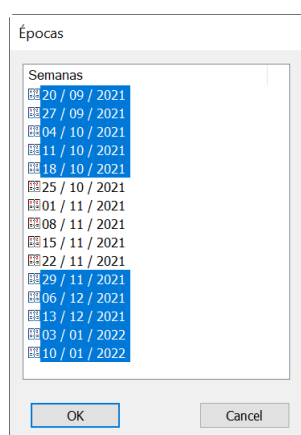 Épocas
Semanas
20 / 09 / 2021
27 / 09 / 2021
04 / 10 / 2021
11 / 10 / 2021
18 / 10 / 2021
25 / 10 / 2021
01 / 11 / 2021
08 / 11 / 2021
15 / 11 / 2021
22 / 11 / 2021
29 / 11 / 2021
06 / 12 / 2021
13 / 12 / 2021
03 / 01 / 2022
10 / 01 / 2022
OK Cancel